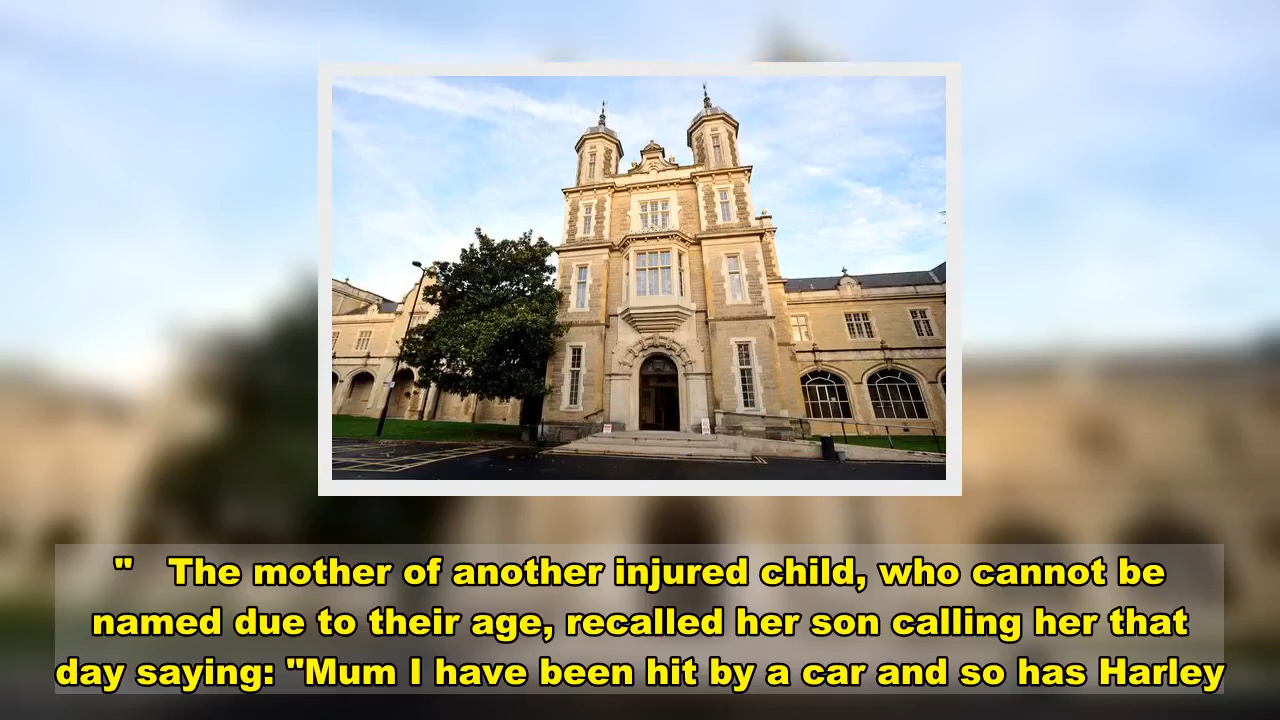 " The mother of another injured child, who cannot be
named due to their age, recalled her son calling her that
day saying: "Mum I have been hit by a car and so has Harley